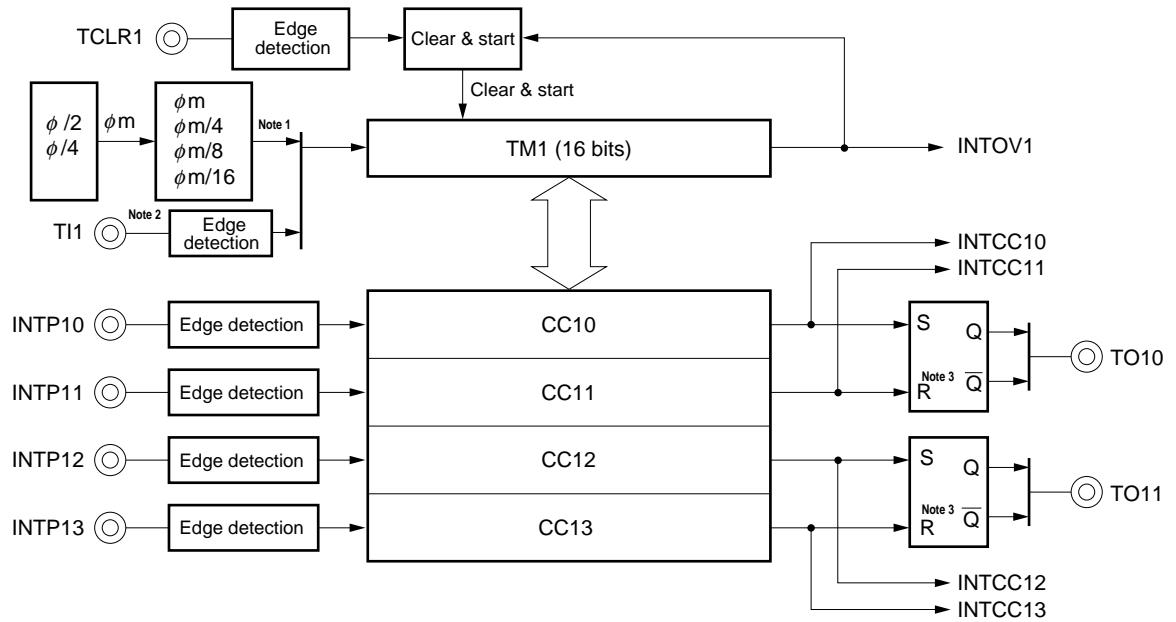 TCLR1
Edge
detection
Clear & start
Clear & start
φ/2
φ/4
φm
φm
φm/4
φm/8
φm/16
Note 1
TM1 (16 bits)
INTOV1
TI1
Note 2
Edge
detection
INTCC10
INTCC11
INTP10
Edge detection
CC10
S
Q
TO10
INTP11
Edge detection
CC11
Note 3
R
Q̅
INTP12
Edge detection
CC12
S
Q
TO11
INTP13
Edge detection
CC13
Note 3
R
Q̅
INTCC12
INTCC13